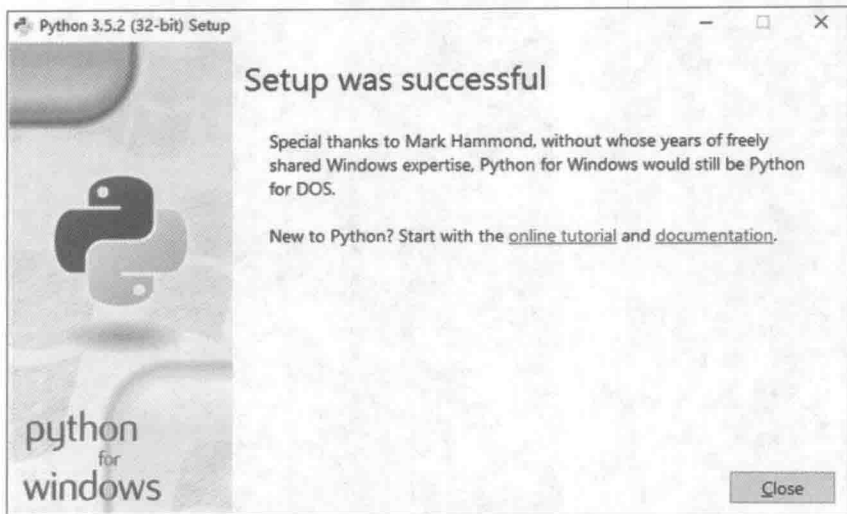 Python 3.5.2 (32-bit) Setup
Setup was successful
Special thanks to Mark Hammond, without whose years of freely
shared Windows expertise, Python for Windows would still be Python
for DOS.
New to Python? Start with the online tutorial and documentation.
python
for
windows
Close